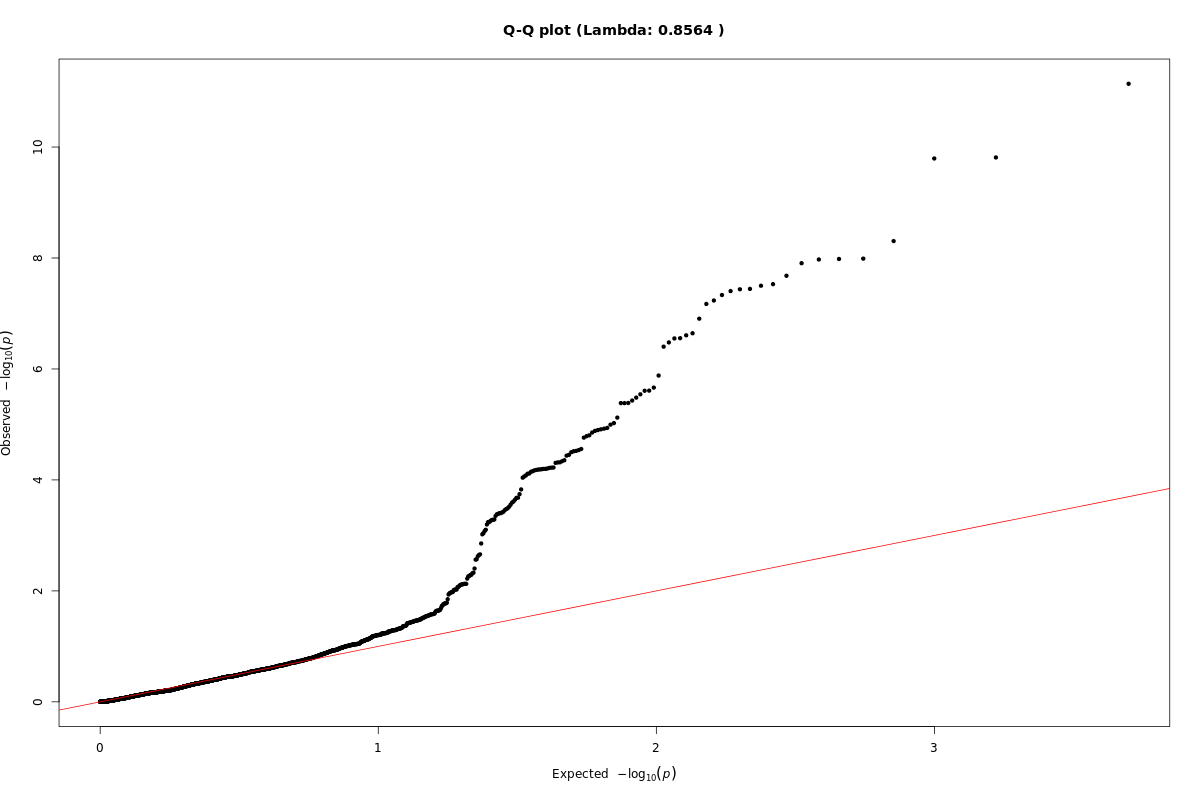 Q-Q plot (Lambda: 0.8564 )
Observed −log10(p)
10
8
6
4
2
0
0 1 2 3
Expected −log10(p)